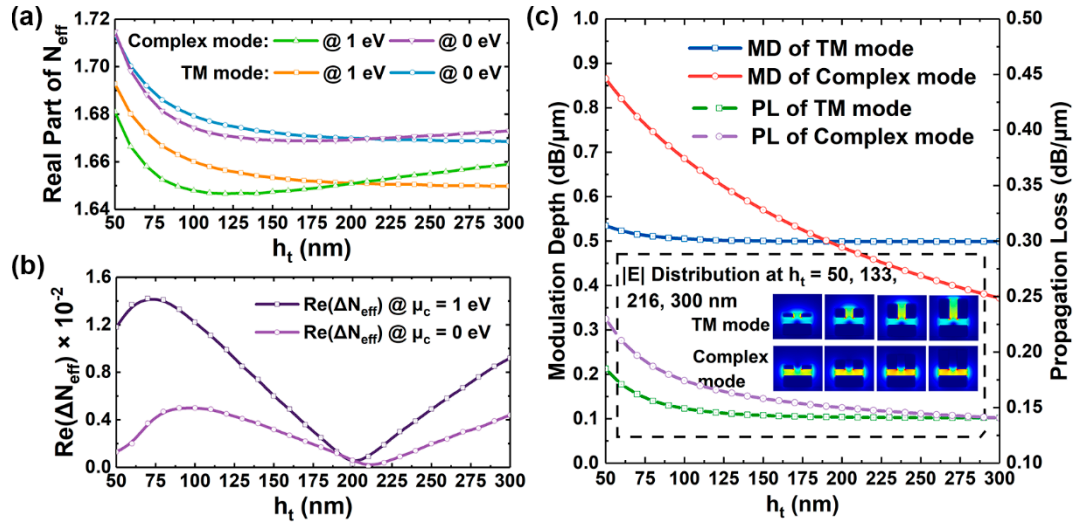 (a)
Complex mode: @ 1 eV @ 0 eV
TM mode: @ 1 eV @ 0 eV
Real Part of N_eff
1.72
1.70
1.68
1.66
1.64
50 75 100 125 150 175 200 225 250 275 300
h_t (nm)
(b)
Re(ΔN_eff) @ μ_c = 1 eV
Re(ΔN_eff) @ μ_c = 0 eV
Re(ΔN_eff) × 10^-2
1.6
1.2
0.8
0.4
0.0
50 75 100 125 150 175 200 225 250 275 300
h_t (nm)
(c)
MD of TM mode
MD of Complex mode
PL of TM mode
PL of Complex mode
Modulation Depth (dB/μm)
1.0
0.9
0.8
0.7
0.6
0.5
0.4
0.3
0.2
0.1
0.0
|E| Distribution at h_t = 50, 133,
216, 300 nm
TM mode
Complex
mode
Propagation Loss (dB/μm)
0.50
0.45
0.40
0.35
0.30
0.25
0.20
0.15
0.10
50 75 100 125 150 175 200 225 250 275 300
h_t (nm)